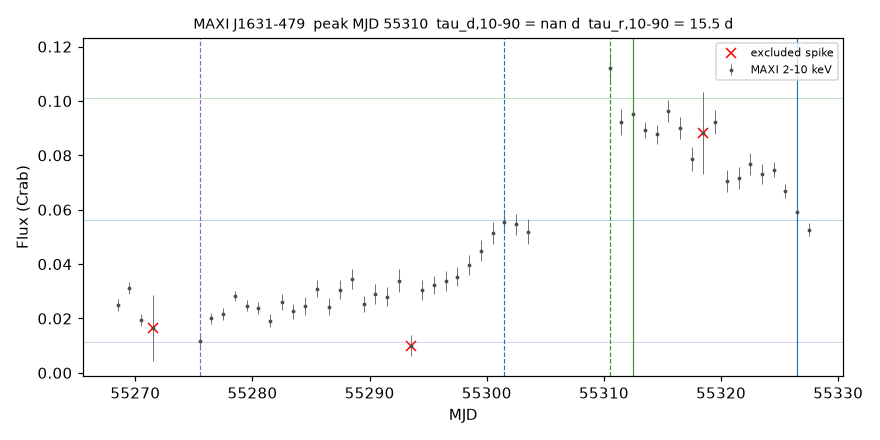 MAXI J1631-479  peak MJD 55310  tau_d,10-90 = nan d  tau_r,10-90 = 15.5 d
excluded spike
MAXI 2-10 keV
Flux (Crab)
0.12
0.10
0.08
0.06
0.04
0.02
0.00
55270
55280
55290
55300
55310
55320
55330
MJD